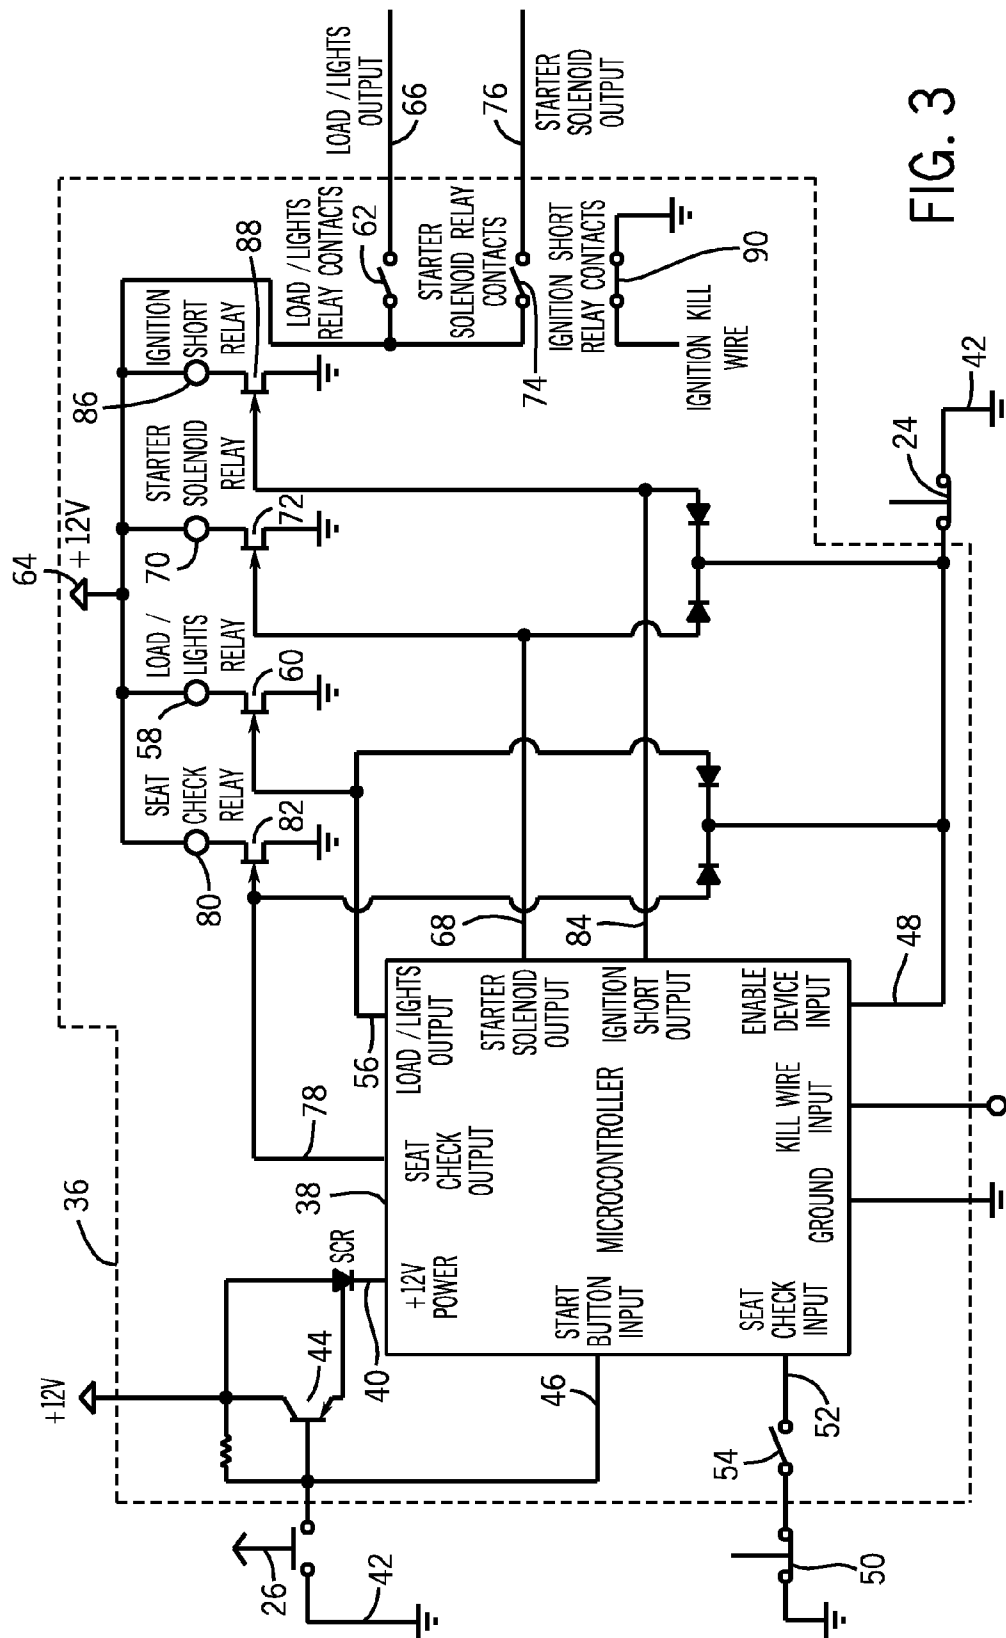 LOAD / LIGHTS
OUTPUT
66
76
STARTER
SOLENOID
OUTPUT
FIG. 3
64
+12V
86
IGNITION
SHORT
RELAY
88
LOAD / LIGHTS
RELAY CONTACTS
62
STARTER
SOLENOID RELAY
CONTACTS
74
IGNITION SHORT
RELAY CONTACTS
90
IGNITION KILL
WIRE
42
24
70
STARTER
SOLENOID
RELAY
72
58
LOAD /
LIGHTS
RELAY
60
80
SEAT
CHECK
RELAY
82
68
84
48
36
78
38
56
LOAD / LIGHTS
OUTPUT
STARTER
SOLENOID
OUTPUT
IGNITION
SHORT
OUTPUT
ENABLE
DEVICE
INPUT
SEAT
CHECK
OUTPUT
MICROCONTROLLER
KILL WIRE
INPUT
GROUND
+12V
POWER
START
BUTTON
INPUT
SEAT
CHECK
INPUT
+12V
44
SCR
40
46
52
54
26
42
50